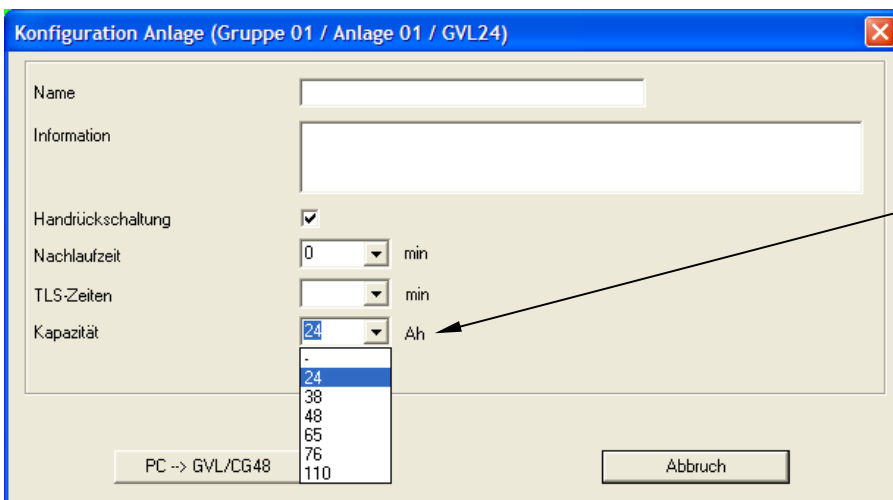 Konfiguration Anlage (Gruppe 01 / Anlage 01 / GVL24)
Name
Information
Handrückschaltung
Nachlaufzeit 0 min
TLS-Zeiten min
Kapazität 24 Ah
-
24
38
48
65
76
110
PC --> GVL/CG48
Abbruch